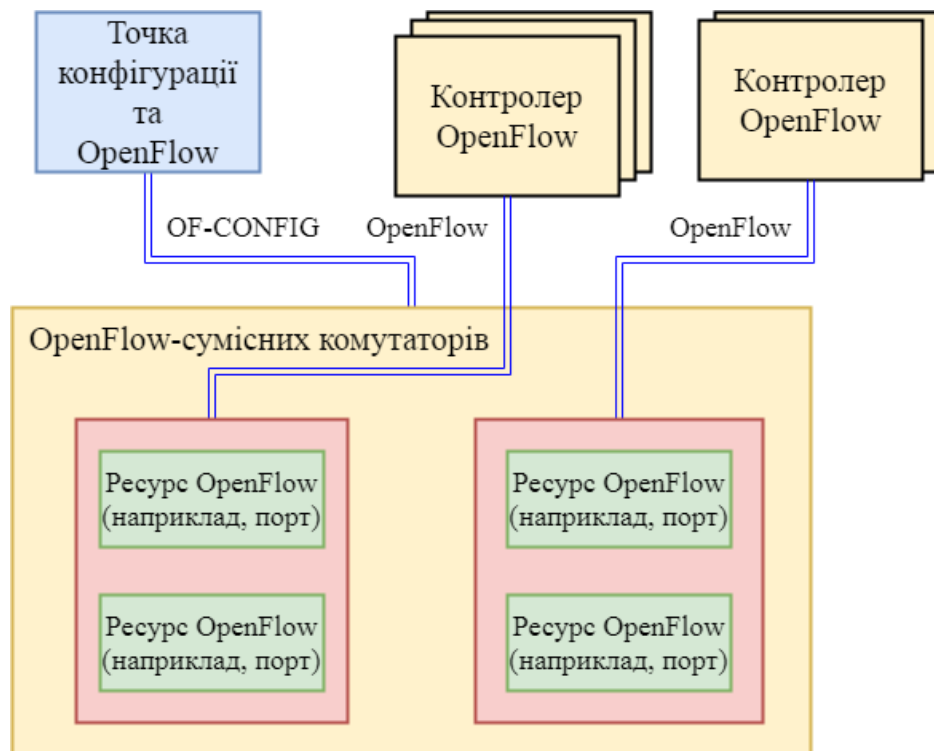 Точка
конфігурації
та
OpenFlow
Контролер
OpenFlow
Контролер
OpenFlow
OF-CONFIG
OpenFlow
OpenFlow
OpenFlow-сумісних комутаторів
Ресурс OpenFlow
(наприклад, порт)
Ресурс OpenFlow
(наприклад, порт)
Ресурс OpenFlow
(наприклад, порт)
Ресурс OpenFlow
(наприклад, порт)